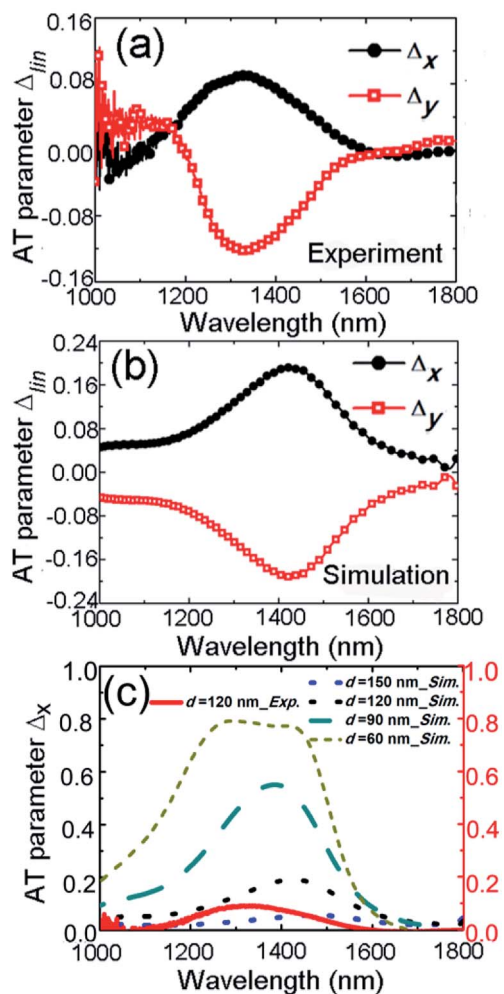 (a)
Δx
Δy
Experiment
AT parameter Δlin
0.16
0.08
0.00
-0.08
-0.16
1000 1200 1400 1600 1800
Wavelength (nm)
(b)
Δx
Δy
Simulation
AT parameter Δlin
0.24
0.16
0.08
0.00
-0.08
-0.16
-0.24
1000 1200 1400 1600 1800
Wavelength (nm)
(c)
d=120 nm_Exp.
d=150 nm_Sim.
d=120 nm_Sim.
d=90 nm_Sim.
d=60 nm_Sim.
AT parameter Δx
1.0 1.0
0.8 0.8
0.6 0.6
0.4 0.4
0.2 0.2
0.0 0.0
1000 1200 1400 1600 1800
Wavelength (nm)